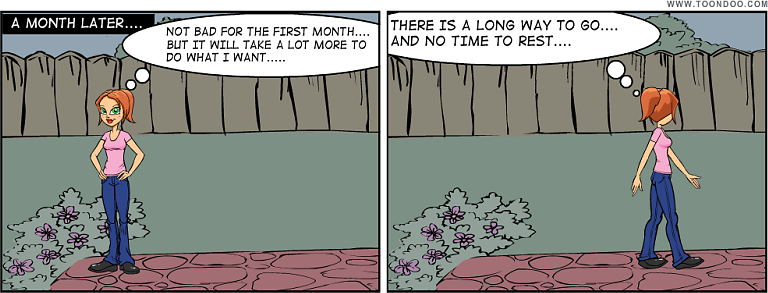 WWW.TOONDOO.COM
A MONTH LATER....
NOT BAD FOR THE FIRST MONTH....
BUT IT WILL TAKE A LOT MORE TO
DO WHAT I WANT.....
THERE IS A LONG WAY TO GO....
AND NO TIME TO REST....